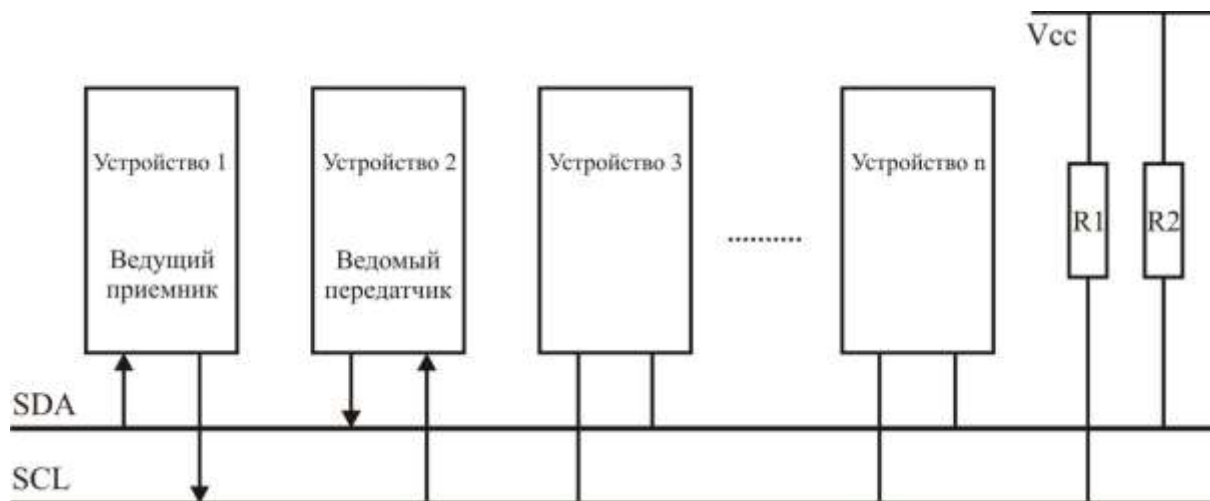 Vcc
Устройство 1
Устройство 2
Устройство 3
Устройство n
R1
R2
Ведущий
приемник
Ведомый
передатчик
SDA
SCL